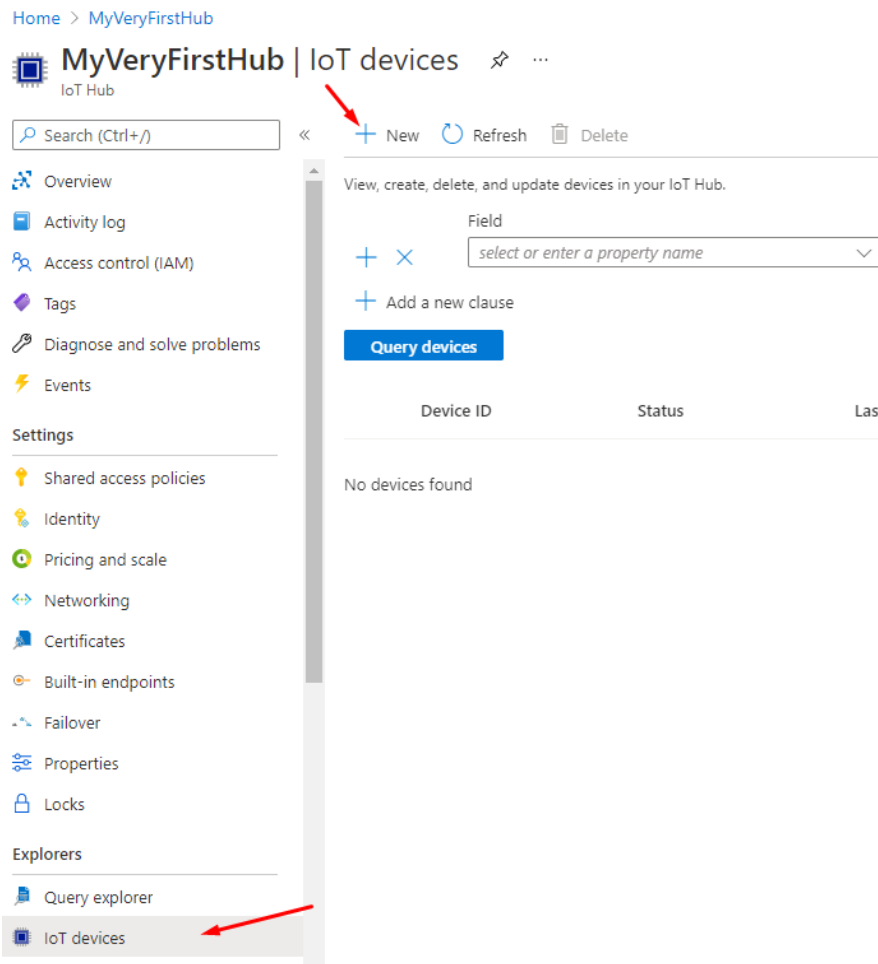 Home > MyVeryFirstHub
MyVeryFirstHub | IoT devices ...
IoT Hub
Search (Ctrl+/) «
Overview
Activity log
Access control (IAM)
Tags
Diagnose and solve problems
Events
Settings
Shared access policies
Identity
Pricing and scale
Networking
Certificates
Built-in endpoints
Failover
Properties
Locks
Explorers
Query explorer
IoT devices
New Refresh Delete
View, create, delete, and update devices in your IoT Hub.
Field
select or enter a property name
Add a new clause
Query devices
Device ID Status Las
No devices found